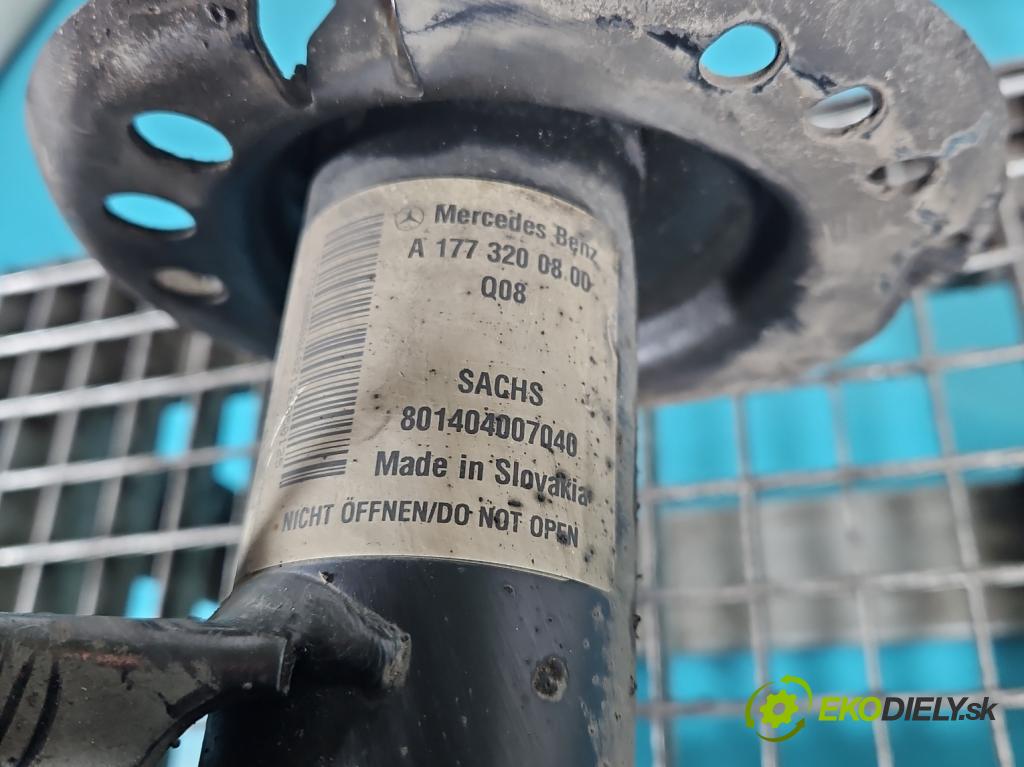 Mercedes Benz
A 177 320 08 00
Q08
SACHS
801404007040
Made in Slovakia
NICHT ÖFFNEN/DO NOT OPEN
EKODIELY.sk